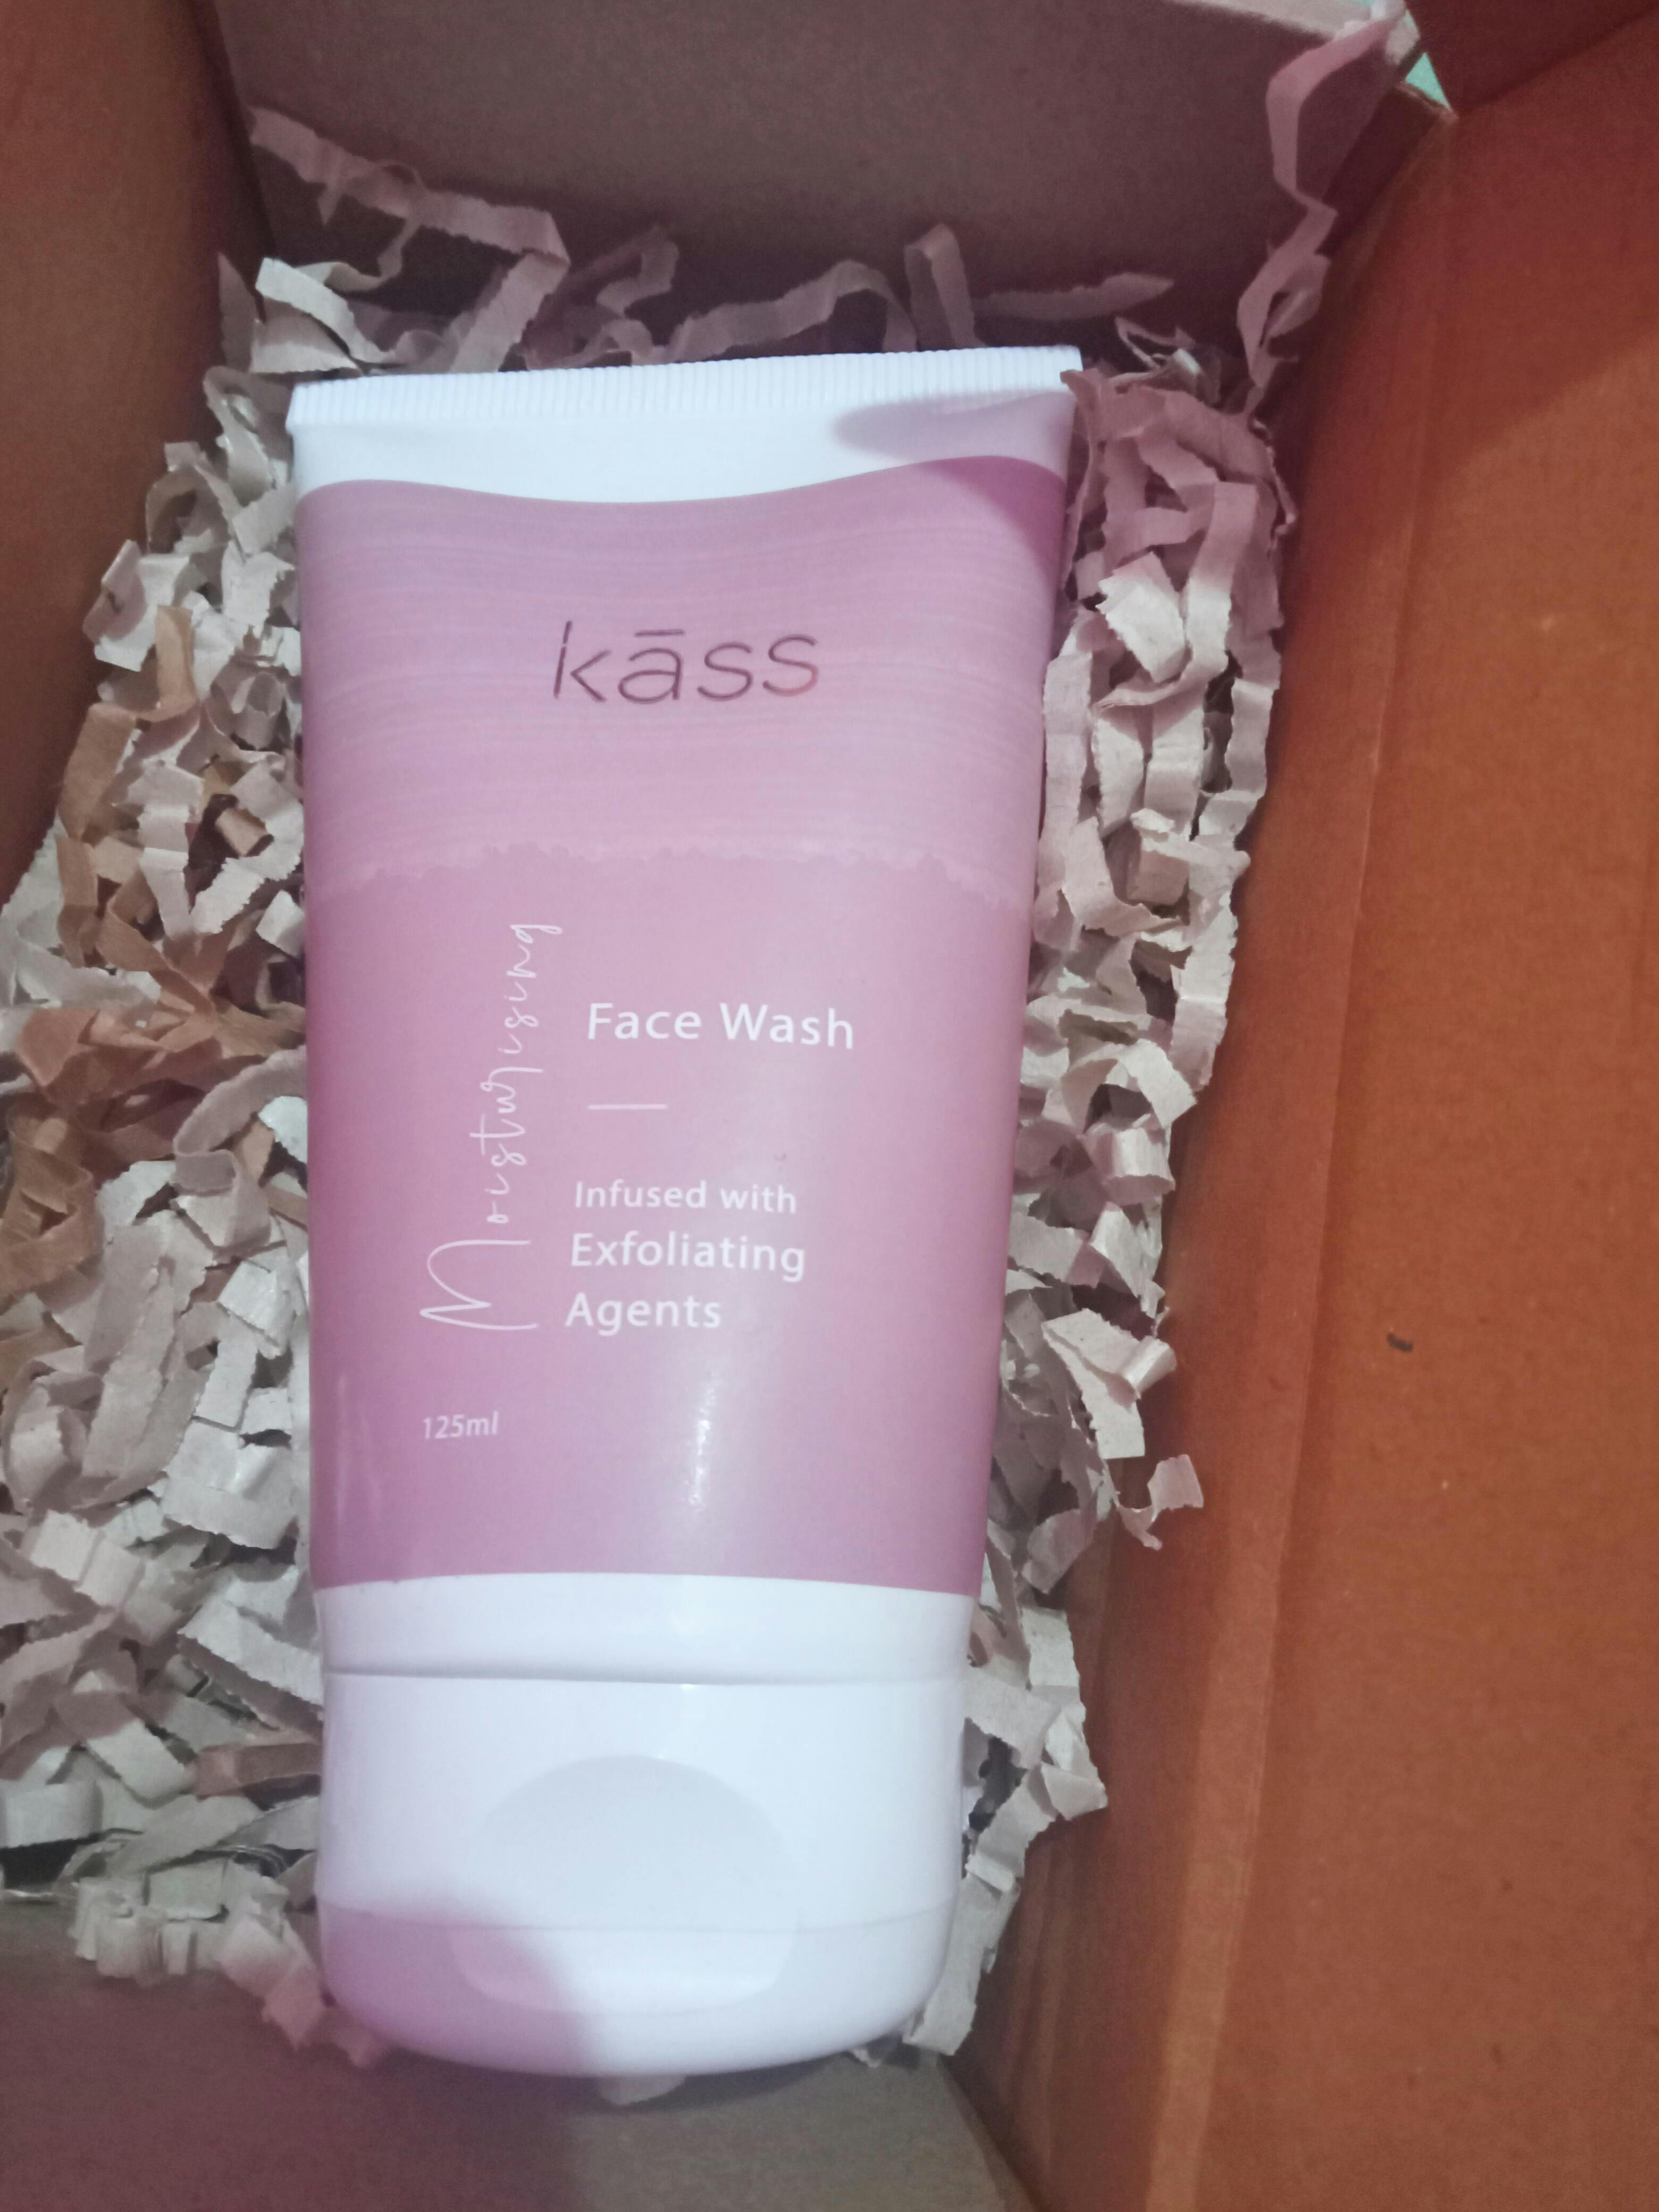 kāss
Moisturising
Face Wash
Infused with
Exfoliating
Agents
125ml